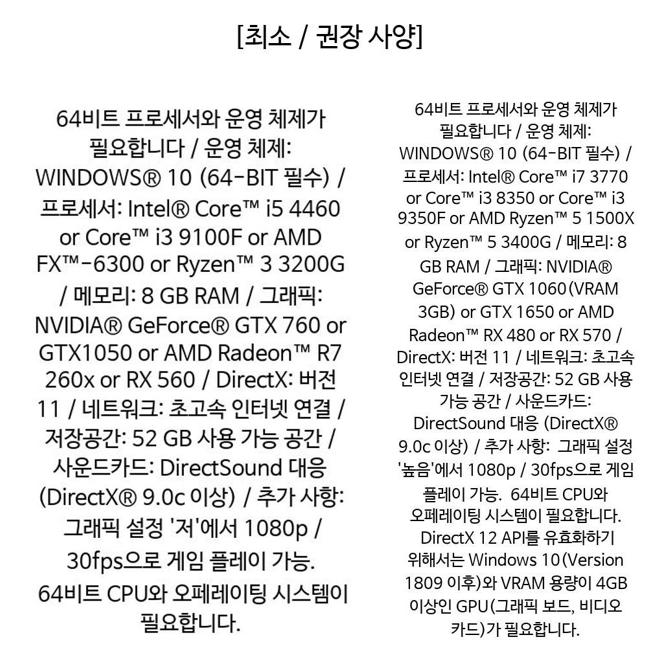 [최소 / 권장 사양]
64비트 프로세서와 운영 체제가
필요합니다 / 운영 체제:
WINDOWS® 10 (64-BIT 필수) /
프로세서: Intel® Core™ i5 4460
or Core™ i3 9100F or AMD
FX™-6300 or Ryzen™ 3 3200G
/ 메모리: 8 GB RAM / 그래픽:
NVIDIA® GeForce® GTX 760 or
GTX1050 or AMD Radeon™ R7
260x or RX 560 / DirectX: 버전
11 / 네트워크: 초고속 인터넷 연결 /
저장공간: 52 GB 사용 가능 공간 /
사운드카드: DirectSound 대응
(DirectX® 9.0c 이상) / 추가 사항:
그래픽 설정 '저'에서 1080p /
30fps으로 게임 플레이 가능.
64비트 CPU와 오페레이팅 시스템이
필요합니다.
64비트 프로세서와 운영 체제가
필요합니다 / 운영 체제:
WINDOWS® 10 (64-BIT 필수) /
프로세서: Intel® Core™ i7 3770
or Core™ i3 8350 or Core™ i3
9350F or AMD Ryzen™ 5 1500X
or Ryzen™ 5 3400G / 메모리: 8
GB RAM / 그래픽: NVIDIA®
GeForce® GTX 1060(VRAM
3GB) or GTX 1650 or AMD
Radeon™ RX 480 or RX 570 /
DirectX: 버전 11 / 네트워크: 초고속
인터넷 연결 / 저장공간: 52 GB 사용
가능 공간 / 사운드카드:
DirectSound 대응 (DirectX®
9.0c 이상) / 추가 사항: 그래픽 설정
'높음'에서 1080p / 30fps으로 게임
플레이 가능. 64비트 CPU와
오페레이팅 시스템이 필요합니다.
DirectX 12 API를 유효화하기
위해서는 Windows 10(Version
1809 이후)와 VRAM 용량이 4GB
이상인 GPU(그래픽 보드, 비디오
카드)가 필요합니다.